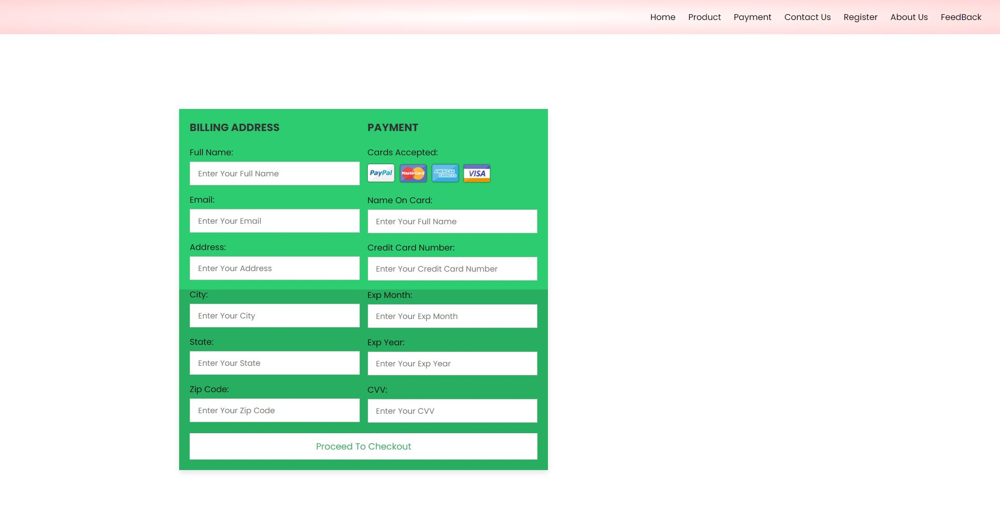 Home Product Payment Contact Us Register About Us FeedBack
BILLING ADDRESS
Full Name:
Enter Your Full Name
Email:
Enter Your Email
Address:
Enter Your Address
City:
Enter Your City
State:
Enter Your State
Zip Code:
Enter Your Zip Code
PAYMENT
Cards Accepted:
PayPal MasterCard AMERICAN EXPRESS VISA
Name On Card:
Enter Your Full Name
Credit Card Number:
Enter Your Credit Card Number
Exp Month:
Enter Your Exp Month
Exp Year:
Enter Your Exp Year
CVV:
Enter Your CVV
Proceed To Checkout